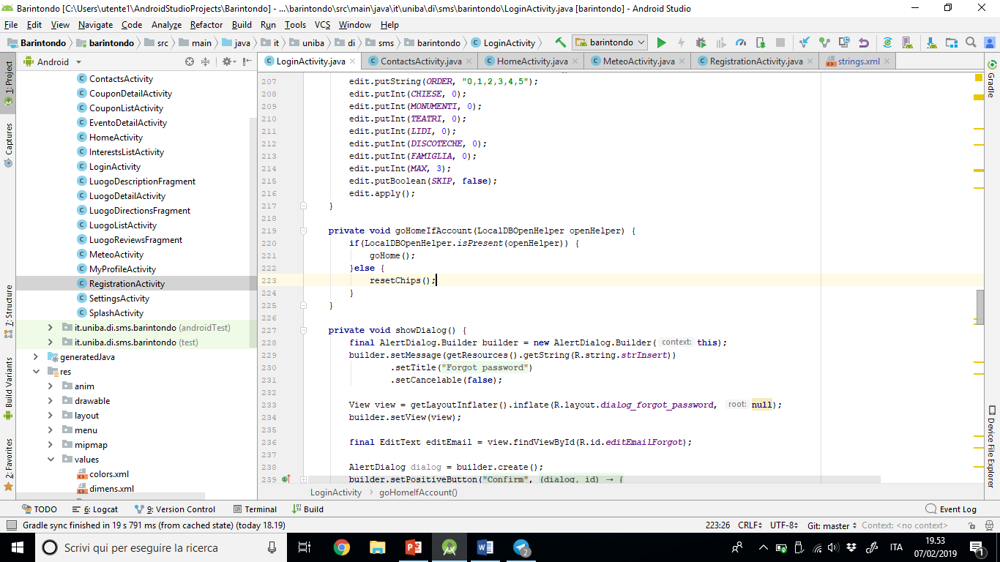 Barintondo [C:\Users\utente1\AndroidStudioProjects\Barintondo] - ...\barintondo\src\main\java\it\uniba\di\sms\barintondo\LoginActivity.java [barintondo] - Android Studio
File Edit View Navigate Code Analyze Refactor Build Run Tools VCS Window Help
Barintondo barintondo src main java it uniba di sms barintondo LoginActivity barintondo
1: Project
Captures
7: Structure
Build Variants
2: Favorites
Android
ContactsActivity
CouponDetailActivity
CouponListActivity
EventoDetailActivity
HomeActivity
InterestsListActivity
LoginActivity
LuogoDescriptionFragment
LuogoDetailActivity
LuogoDirectionsFragment
LuogoListActivity
LuogoReviewsFragment
MeteoActivity
MyProfileActivity
RegistrationActivity
SettingsActivity
SplashActivity
it.uniba.di.sms.barintondo (androidTest)
it.uniba.di.sms.barintondo (test)
generatedJava
res
anim
drawable
layout
menu
mipmap
values
colors.xml
dimens.xml
LoginActivity.java ContactsActivity.java HomeActivity.java MeteoActivity.java RegistrationActivity.java strings.xml
207 edit.putString(ORDER, "0,1,2,3,4,5");
208 edit.putInt(CHIESE, 0);
209 edit.putInt(MONUMENTI, 0);
210 edit.putInt(TEATRI, 0);
211 edit.putInt(LIDI, 0);
212 edit.putInt(DISCOTECHE, 0);
213 edit.putInt(FAMIGLIA, 0);
214 edit.putInt(MAX, 3);
215 edit.putBoolean(SKIP, false);
216 edit.apply();
217 }
218
219 private void goHomeIfAccount(LocalDBOpenHelper openHelper) {
220 if(LocalDBOpenHelper.isPresent(openHelper)) {
221 goHome();
222 }else {
223 resetChips();
224 }
225 }
226
227 private void showDialog() {
228 final AlertDialog.Builder builder = new AlertDialog.Builder( context: this);
229 builder.setMessage(getResources().getString(R.string.strInsert))
230 .setTitle("Forgot password")
231 .setCancelable(false);
232
233 View view = getLayoutInflater().inflate(R.layout.dialog_forgot_password, root: null);
234 builder.setView(view);
235
236 final EditText editEmail = view.findViewById(R.id.editEmailForgot);
237
238 AlertDialog dialog = builder.create();
239 builder.setPositiveButton("Confirm", (dialog, id) → {
LoginActivity goHomeIfAccount()
Gradle
Device File Explorer
TODO 6: Logcat 9: Version Control Terminal Build Event Log
Gradle sync finished in 19 s 791 ms (from cached state) (today 18.19) 223:26 CRLF UTF-8 Git: master Context: <no context>
Scrivi qui per eseguire la ricerca
2
ITA
19.53
07/02/2019
1